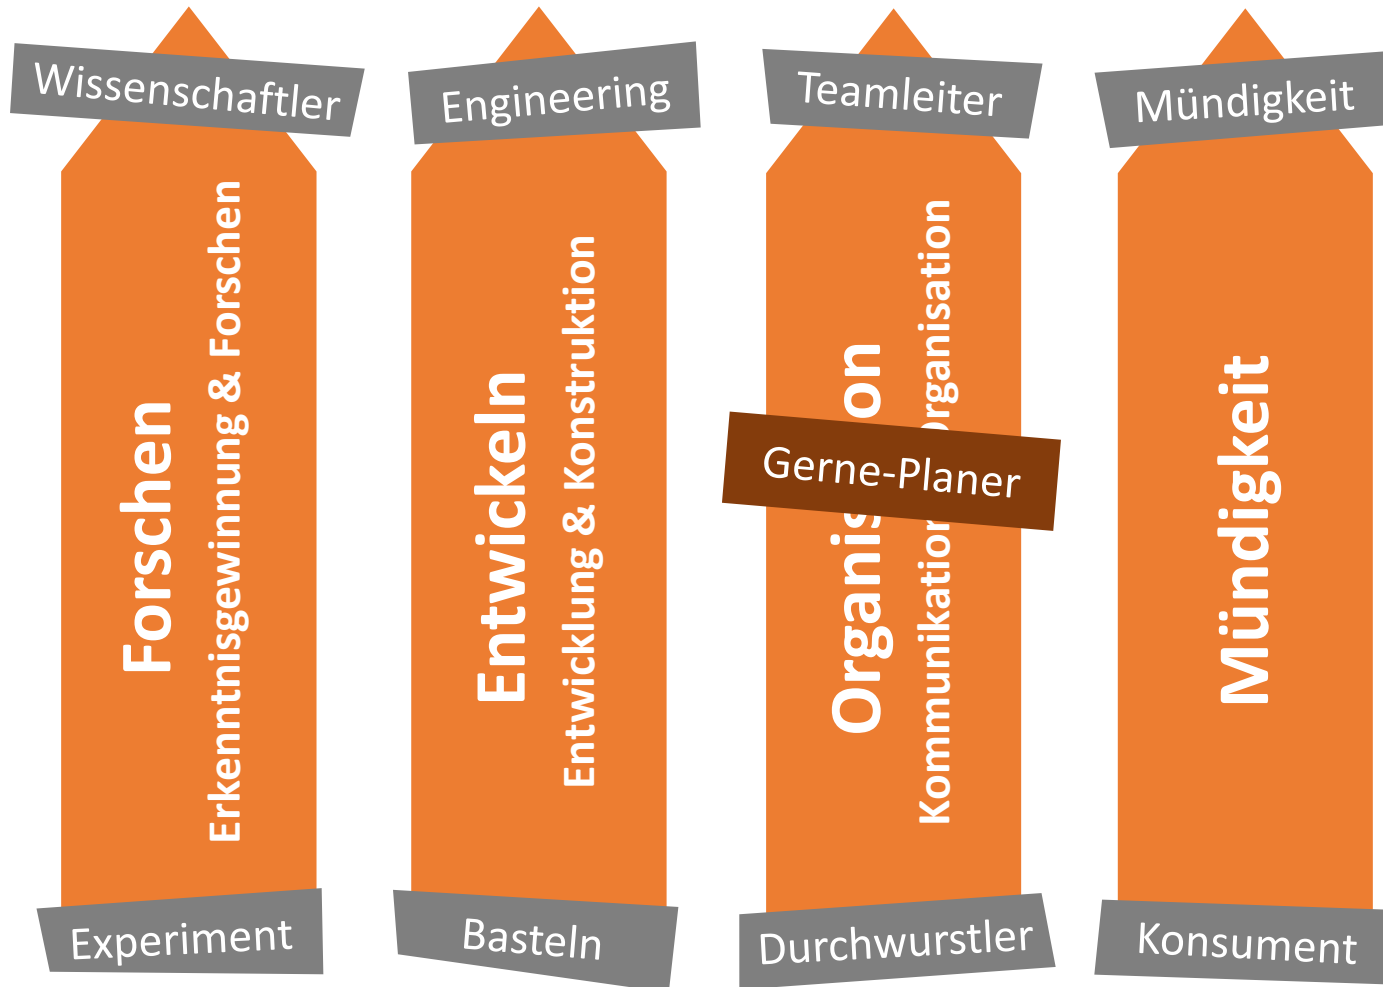 Wissenschaftler
Forschen
Erkenntnisgewinnung & Forschen
Experiment
Engineering
Entwickeln
Entwicklung & Konstruktion
Basteln
Teamleiter
Gerne-Planer
Durchwurstler
Mündigkeit
Mündigkeit
Konsument